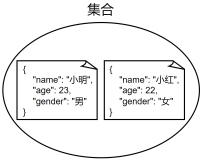 集合
{
"name": "小明",
"age": 23,
"gender": "男"
}
{
"name": "小红",
"age": 22,
"gender": "女"
}